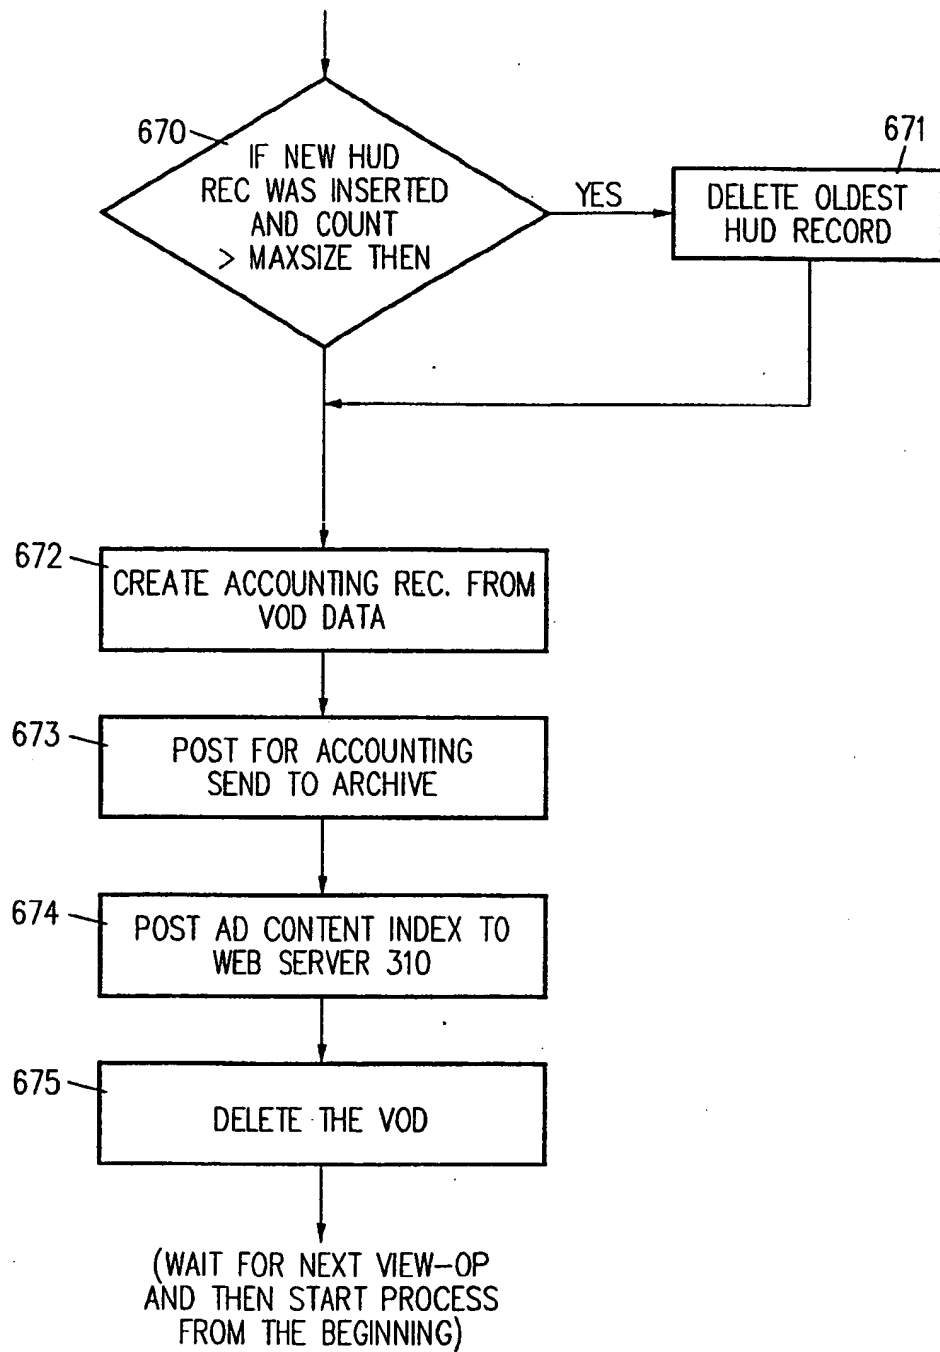 670
IF NEW HUD
REC WAS INSERTED
AND COUNT
> MAXSIZE THEN
YES
671
DELETE OLDEST
HUD RECORD
672
CREATE ACCOUNTING REC. FROM
VOD DATA
673
POST FOR ACCOUNTING
SEND TO ARCHIVE
674
POST AD CONTENT INDEX TO
WEB SERVER 310
675
DELETE THE VOD
(WAIT FOR NEXT VIEW-OP
AND THEN START PROCESS
FROM THE BEGINNING)